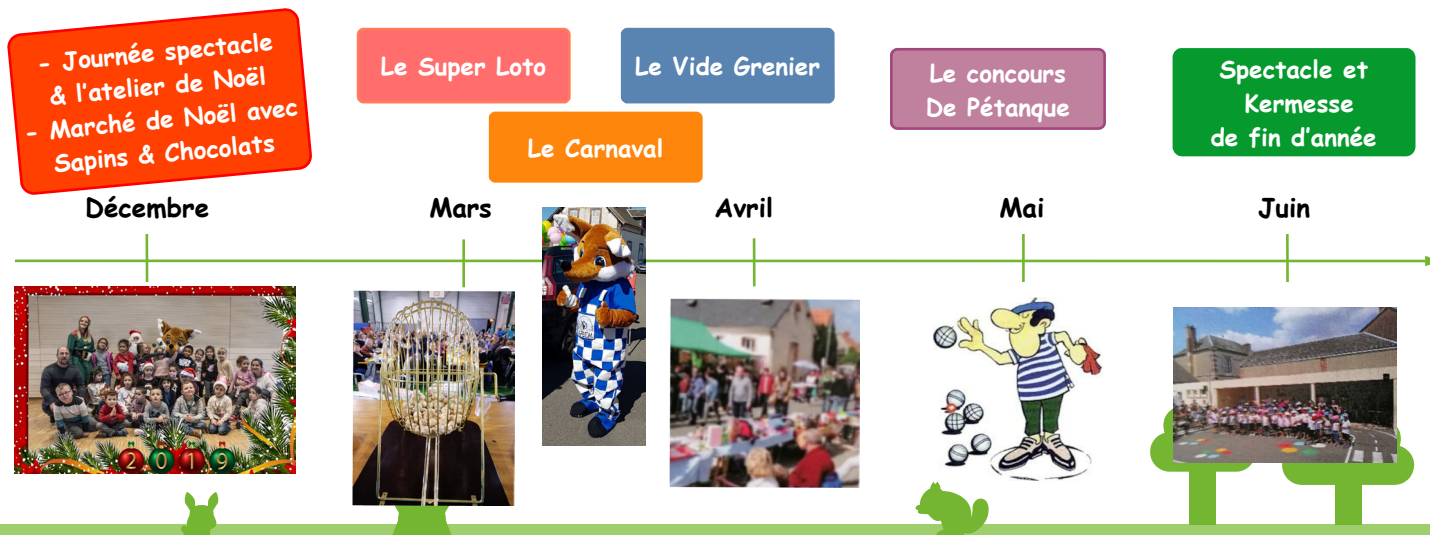 - Journée spectacle
& l'atelier de Noël
- Marché de Noël avec
Sapins & Chocolats
Le Super Loto
Le Vide Grenier
Le Carnaval
Le concours
De Pétanque
Spectacle et
Kermesse
de fin d'année
Décembre
Mars
Avril
Mai
Juin
2019